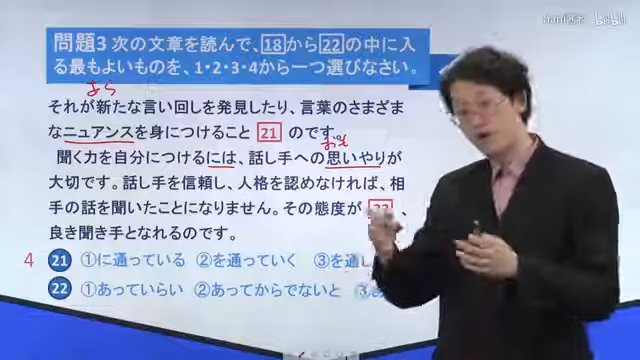 問題3 次の文章を読んで、18から22の中に入
る最もよいものを、1・2・3・4から一つ選びなさい。
あら
それが新たな言い回しを発見したり、言葉のさまざま
なニュアンスを身につけること 21 のです。
おも
聞く力を自分につけるには、話し手への思いやりが
大切です。話し手を信頼し、人格を認めなければ、相
手の話を聞いたことになりません。その態度が 22 、
良き聞き手となれるのです。
4 21 ①に通っている ②を通っていく ③を通し
22 ①あっていらい ②あってからでないと ③あ